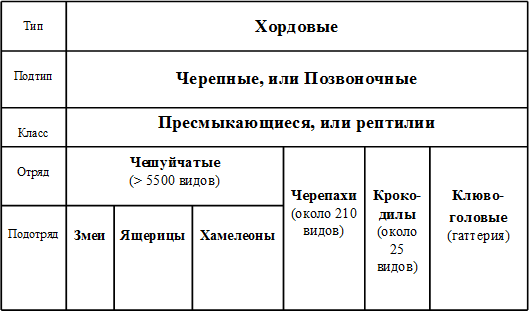 Тип
Хордовые
Подтип
Черепные, или Позвоночные
Класс
Пресмыкающиеся, или рептилии
Отряд
Чешуйчатые
(> 5500 видов)
Черепахи
(около 210
видов)
Кроко-
дилы
(около
25
видов)
Клюво-
головые
(гаттерия)
Подотряд
Змеи
Ящерицы
Хамелеоны